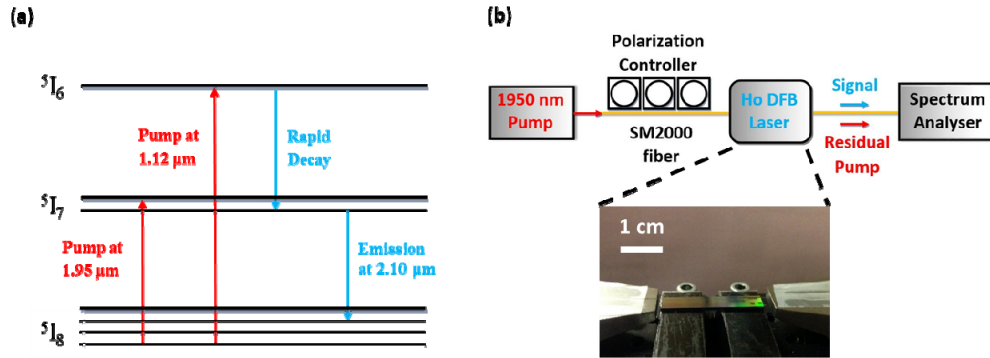 (a)
⁵I₆
Pump at
1.12 μm
Rapid
Decay
⁵I₇
Pump at
1.95 μm
Emission
at 2.10 μm
⁵I₈
(b)
Polarization
Controller
1950 nm
Pump
SM2000
fiber
Ho DFB
Laser
Signal
Residual
Pump
Spectrum
Analyser
1 cm